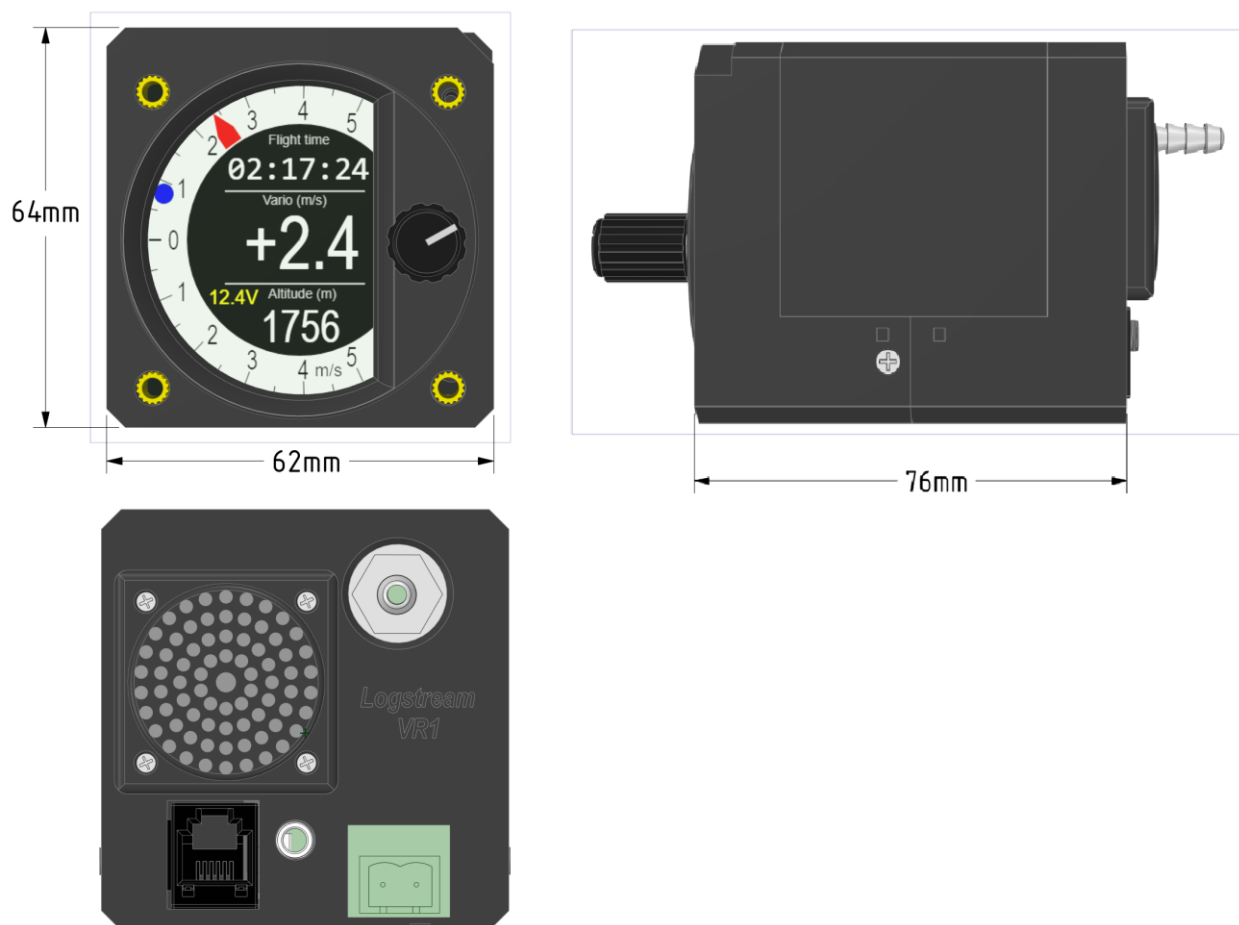 64mm
5
4
3
2
1
0
1
2
3
4 m/s
5
Flight time
02:17:24
Vario (m/s)
+2.4
12.4V Altitude (m)
1756
62mm
76mm
Logstream
VR1